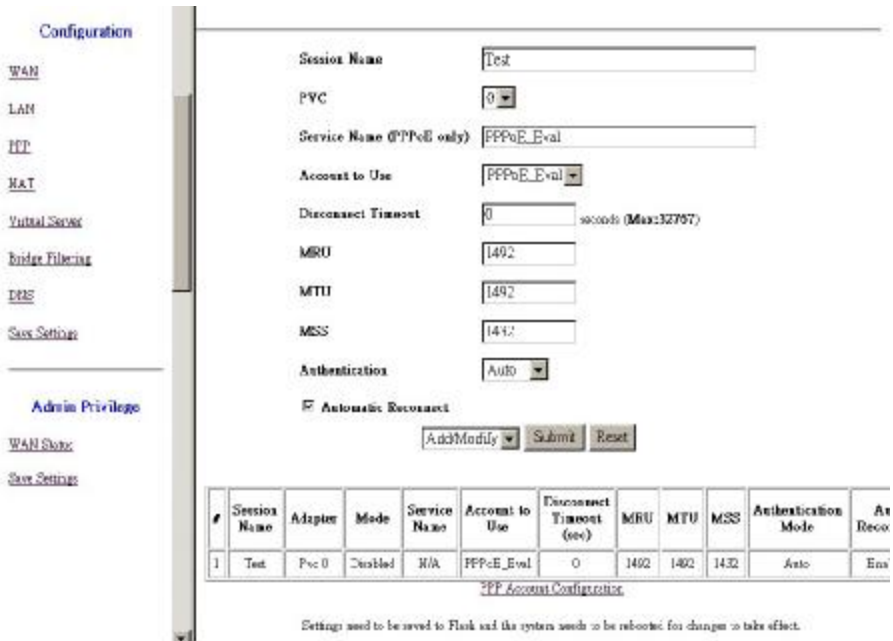 Configuration
WAN
LAN
PPP
NAT
Virtual Server
Bridge Filtering
DNS
Save Settings
Admin Privilege
WAN Status
Save Settings
Session Name Test
PVC 0
Service Name (PPPoE only) PPPoE_Eval
Account to Use PPPoE_Eval
Disconnect Timeout 0 seconds (Max:32767)
MRU 1492
MTU 1492
MSS 1432
Authentication Auto
Automatic Reconnect
Add/Modify Submit Reset
# Session Name Adapter Mode Service Name Account to Use Disconnect Timeout (sec) MRU MTU MSS Authentication Mode
1 Test Pvc 0 Disabled N/A PPPoE_Eval 0 1492 1492 1432 Auto
PPP Account Configuration
Settings need to be saved to Flash and the system needs to be rebooted for changes to take effect.